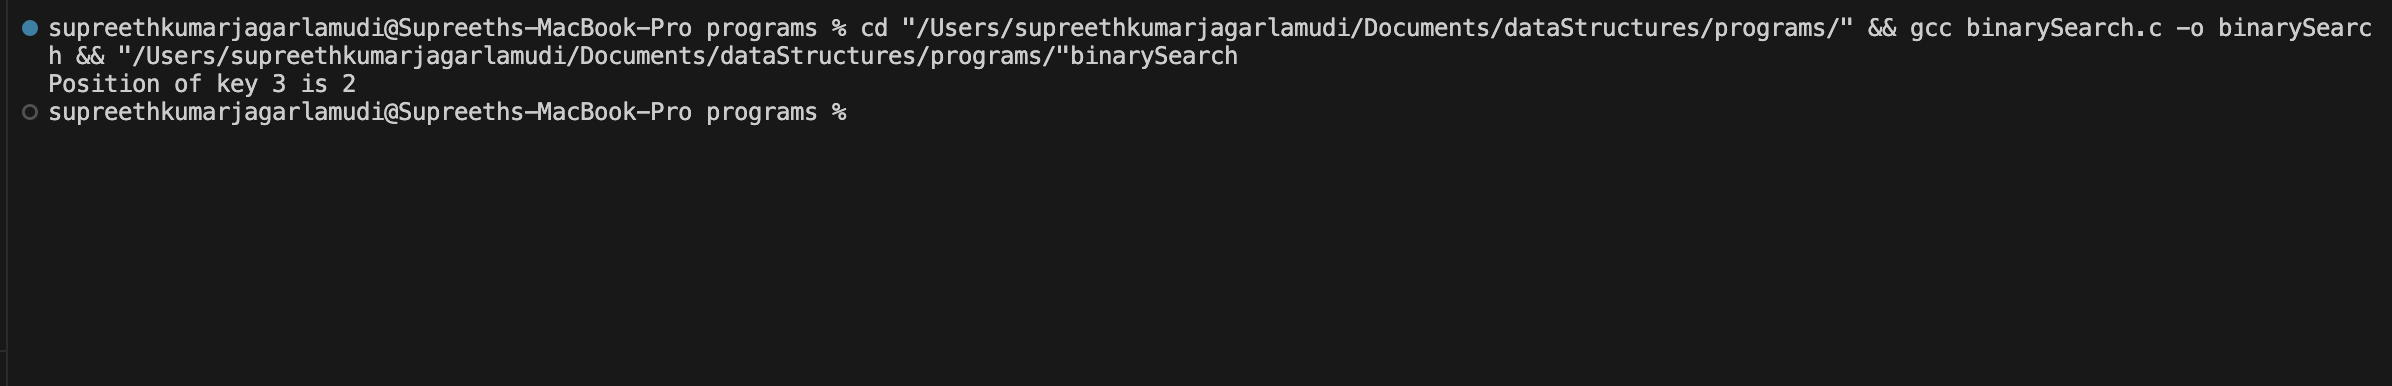 supreethkumarjagarlamudi@Supreeths-MacBook-Pro programs % cd "/Users/supreethkumarjagarlamudi/Documents/dataStructures/programs/" && gcc binarySearch.c -o binarySearc
h && "/Users/supreethkumarjagarlamudi/Documents/dataStructures/programs/"binarySearch
Position of key 3 is 2
supreethkumarjagarlamudi@Supreeths-MacBook-Pro programs %